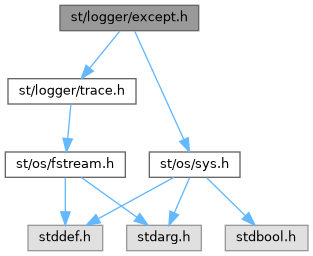 st/logger/except.h
st/logger/trace.h
st/os/fstream.h
st/os/sys.h
stddef.h
stdarg.h
stdbool.h